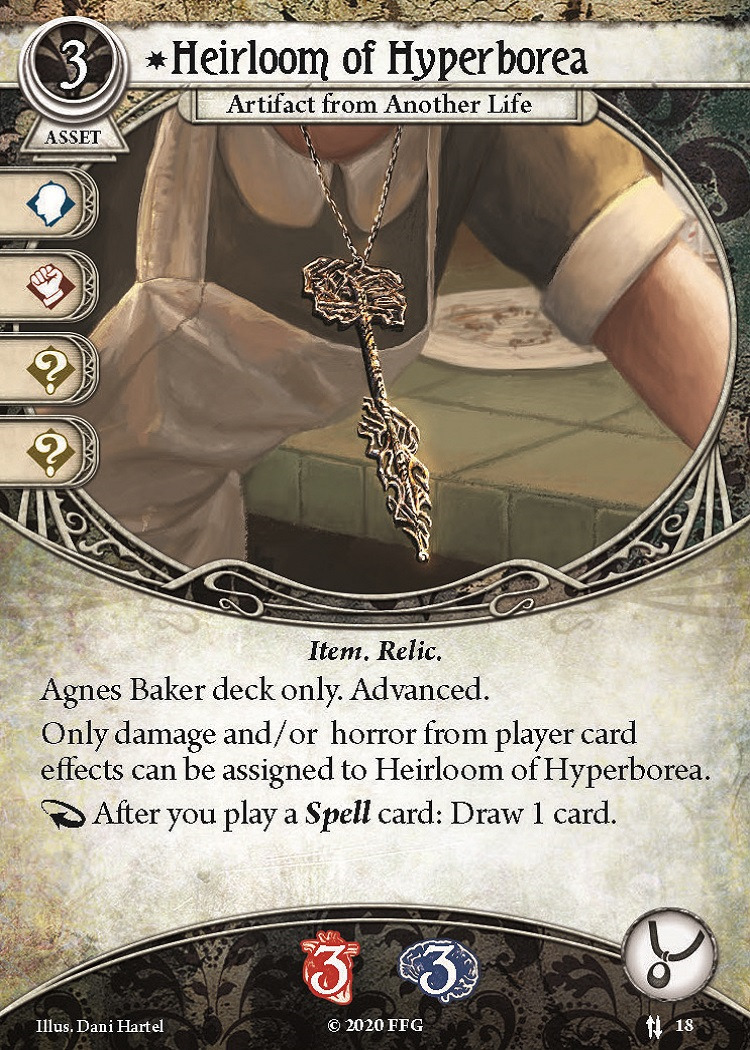 3
Heirloom of Hyperborea
Artifact from Another Life
ASSET
?
?
Item. Relic.
Agnes Baker deck only. Advanced.
Only damage and/or horror from player card
effects can be assigned to Heirloom of Hyperborea.
After you play a Spell card: Draw 1 card.
3 3
Illus. Dani Hartel © 2020 FFG 18